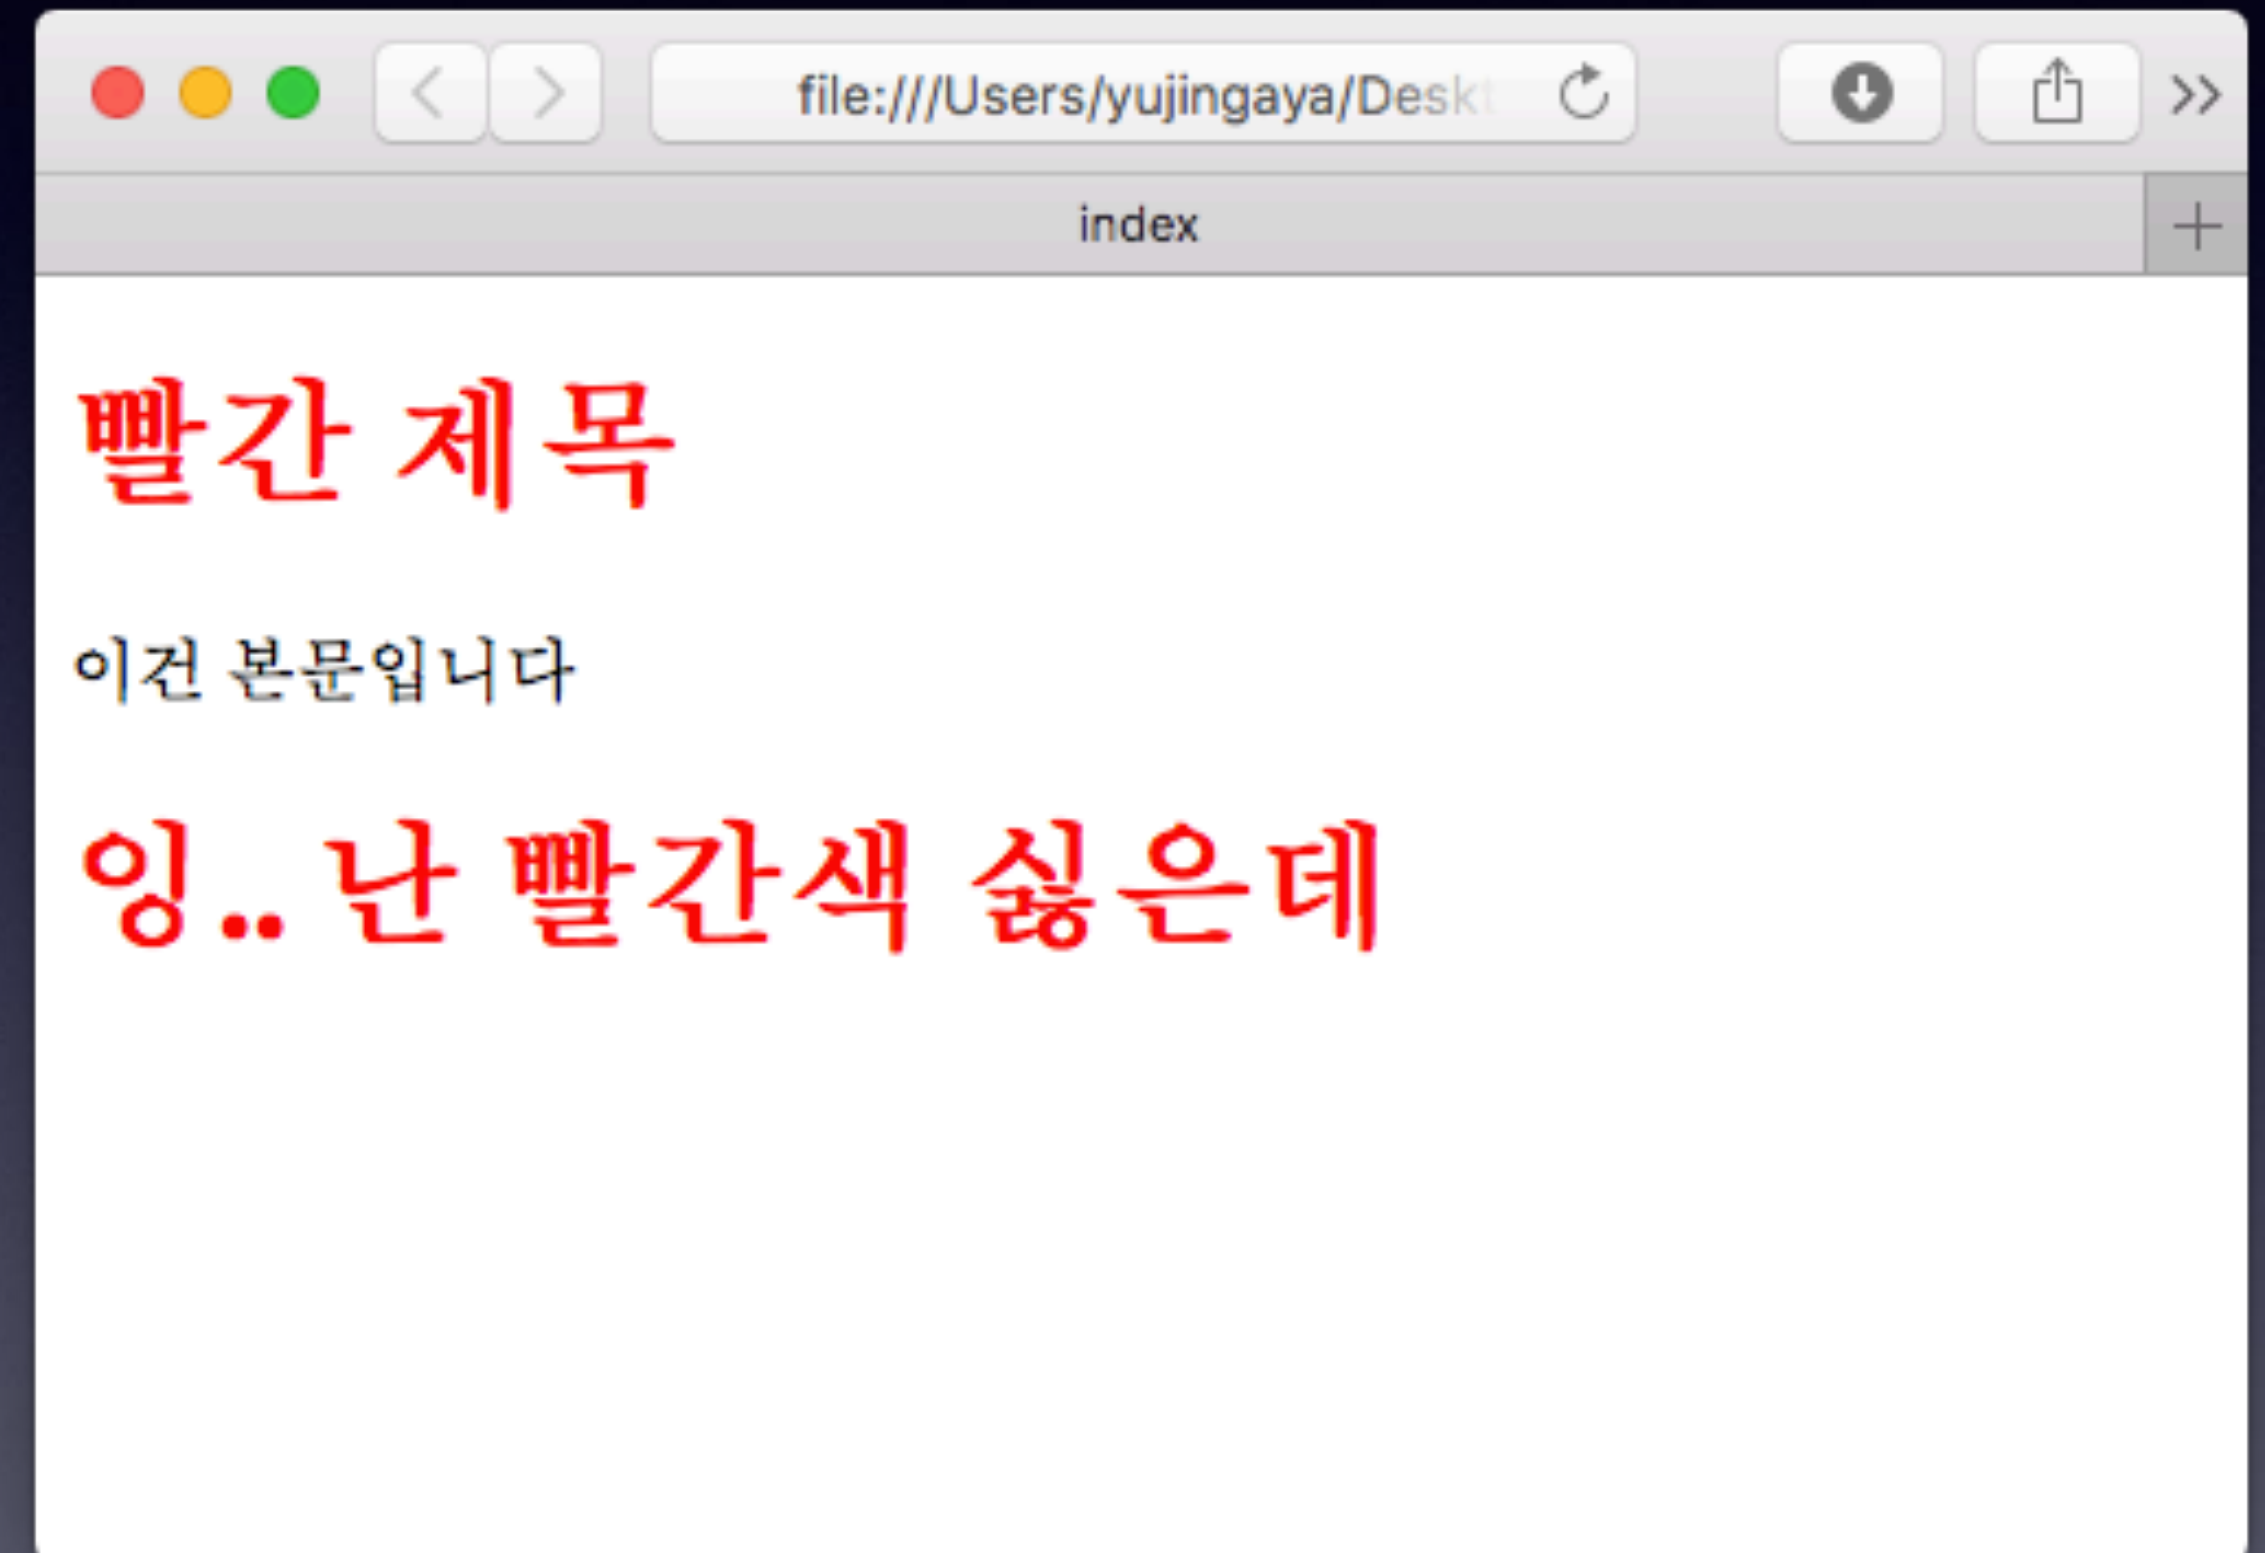 file:///Users/yujingaya/Deskt
index
빨간 제목
이건 본문입니다
잉.. 난 빨간색 싫은데